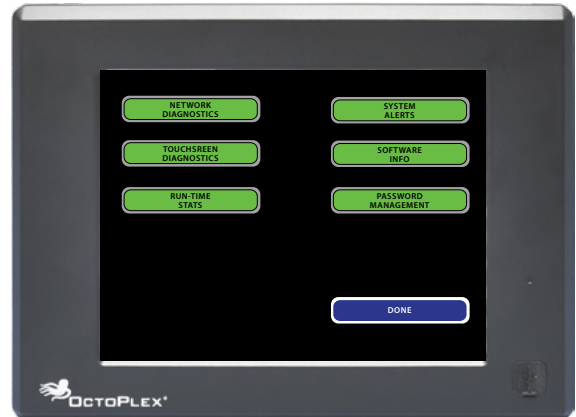 NETWORK
DIAGNOSTICS
SYSTEM
ALERTS
TOUCHSREEN
DIAGNOSTICS
SOFTWARE
INFO
RUN-TIME
STATS
PASSWORD
MANAGEMENT
DONE
OCTOPLEX®